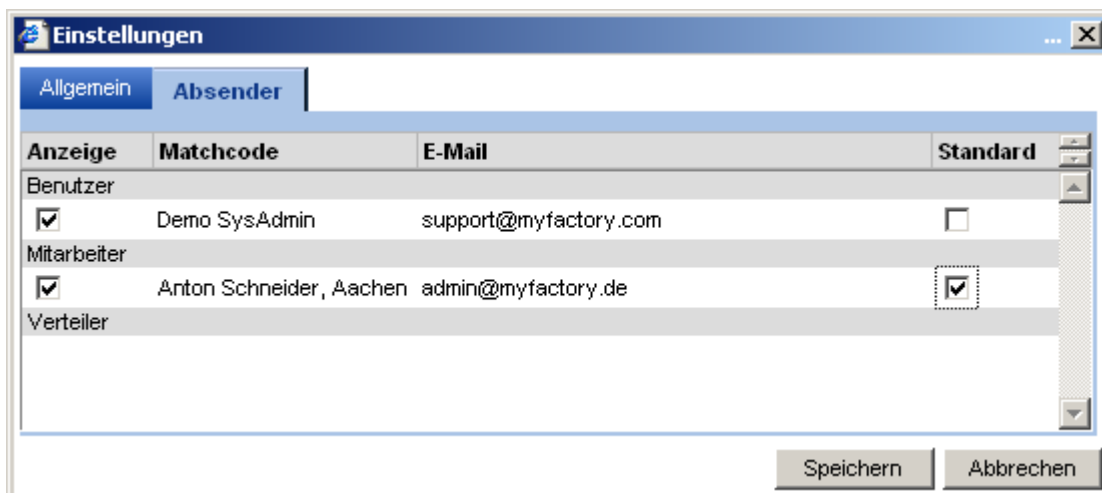 Einstellungen ...
Allgemein Absender
Anzeige Matchcode E-Mail Standard
Benutzer
Demo SysAdmin support@myfactory.com
Mitarbeiter
Anton Schneider, Aachen admin@myfactory.de
Verteiler
Speichern Abbrechen